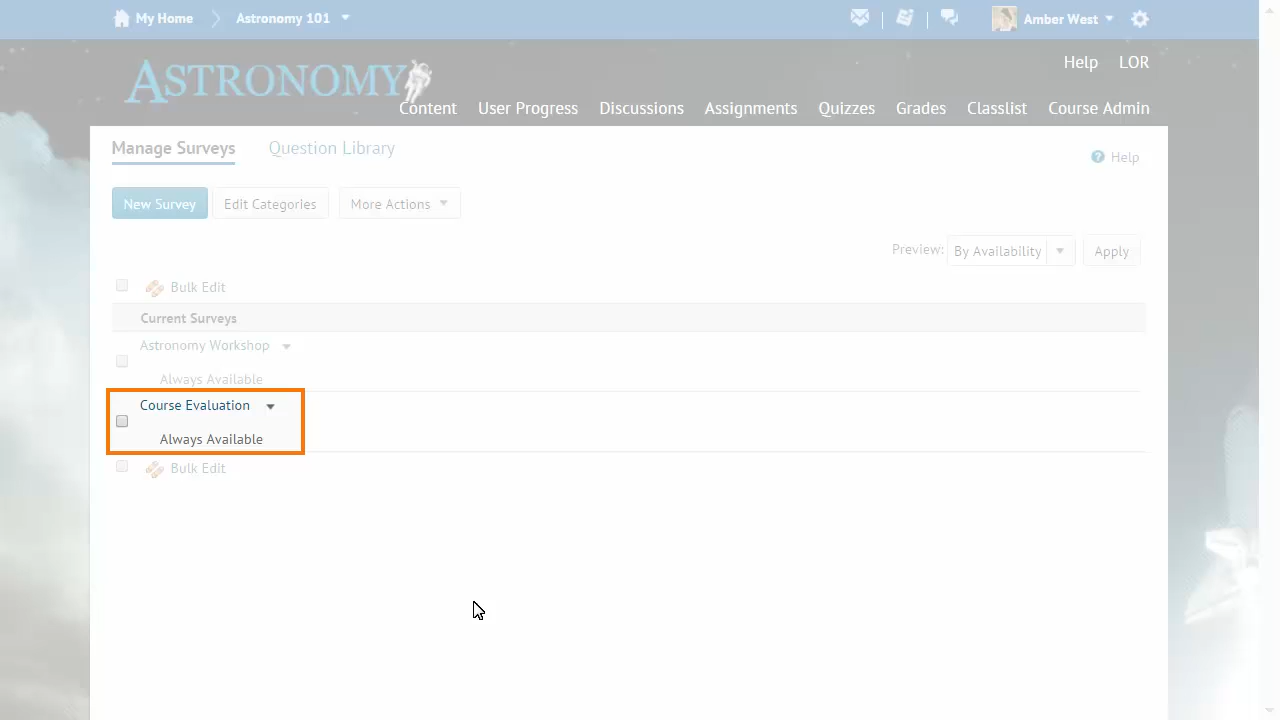 My Home Astronomy 101 Amber West
Help LOR
ASTRONOMY
Content User Progress Discussions Assignments Quizzes Grades Classlist Course Admin
Manage Surveys Question Library
Help
New Survey Edit Categories More Actions
Preview: By Availability Apply
Bulk Edit
Current Surveys
Astronomy Workshop
Always Available
Course Evaluation
Always Available
Bulk Edit